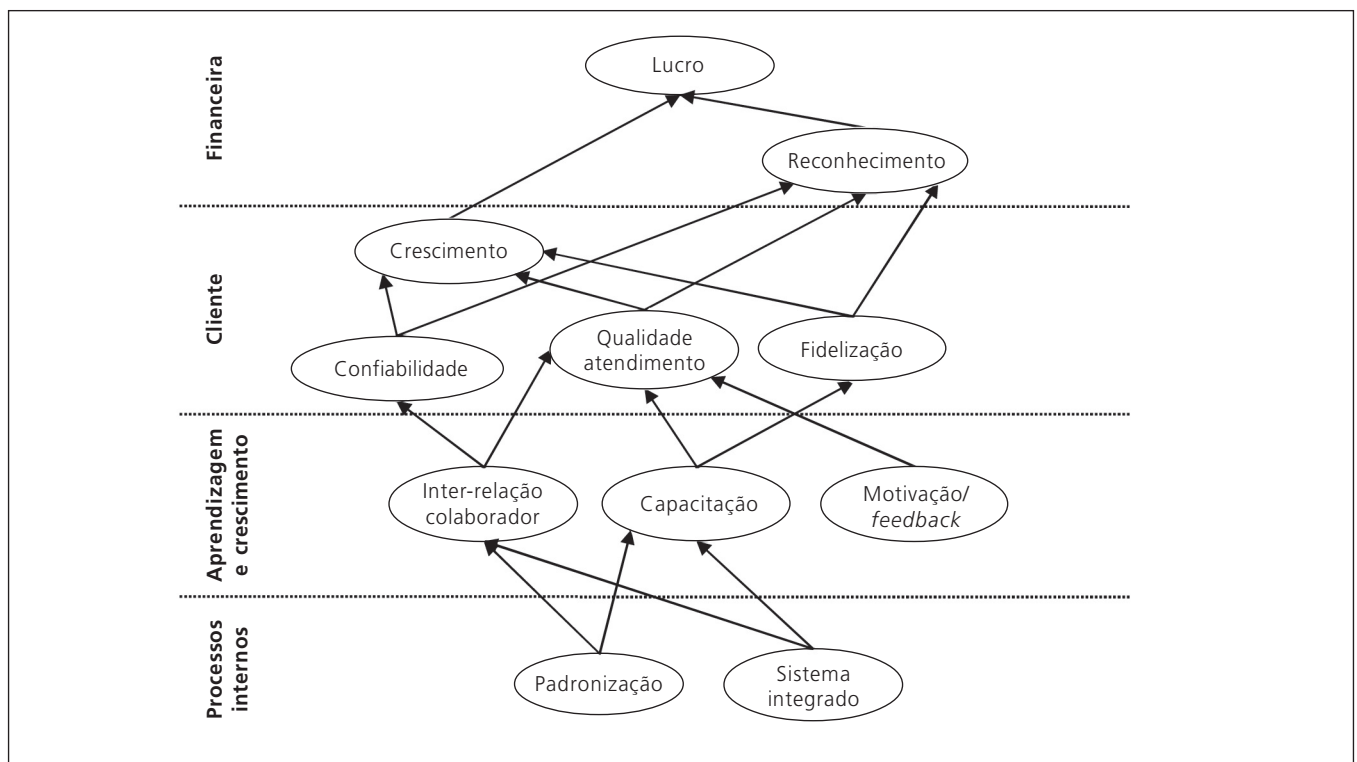 Financeira
Lucro
Reconhecimento
Cliente
Crescimento
Confiabilidade
Qualidade
atendimento
Fidelização
Aprendizagem
e crescimento
Inter-relação
colaborador
Capacitação
Motivação/
feedback
Processos
internos
Padronização
Sistema
integrado